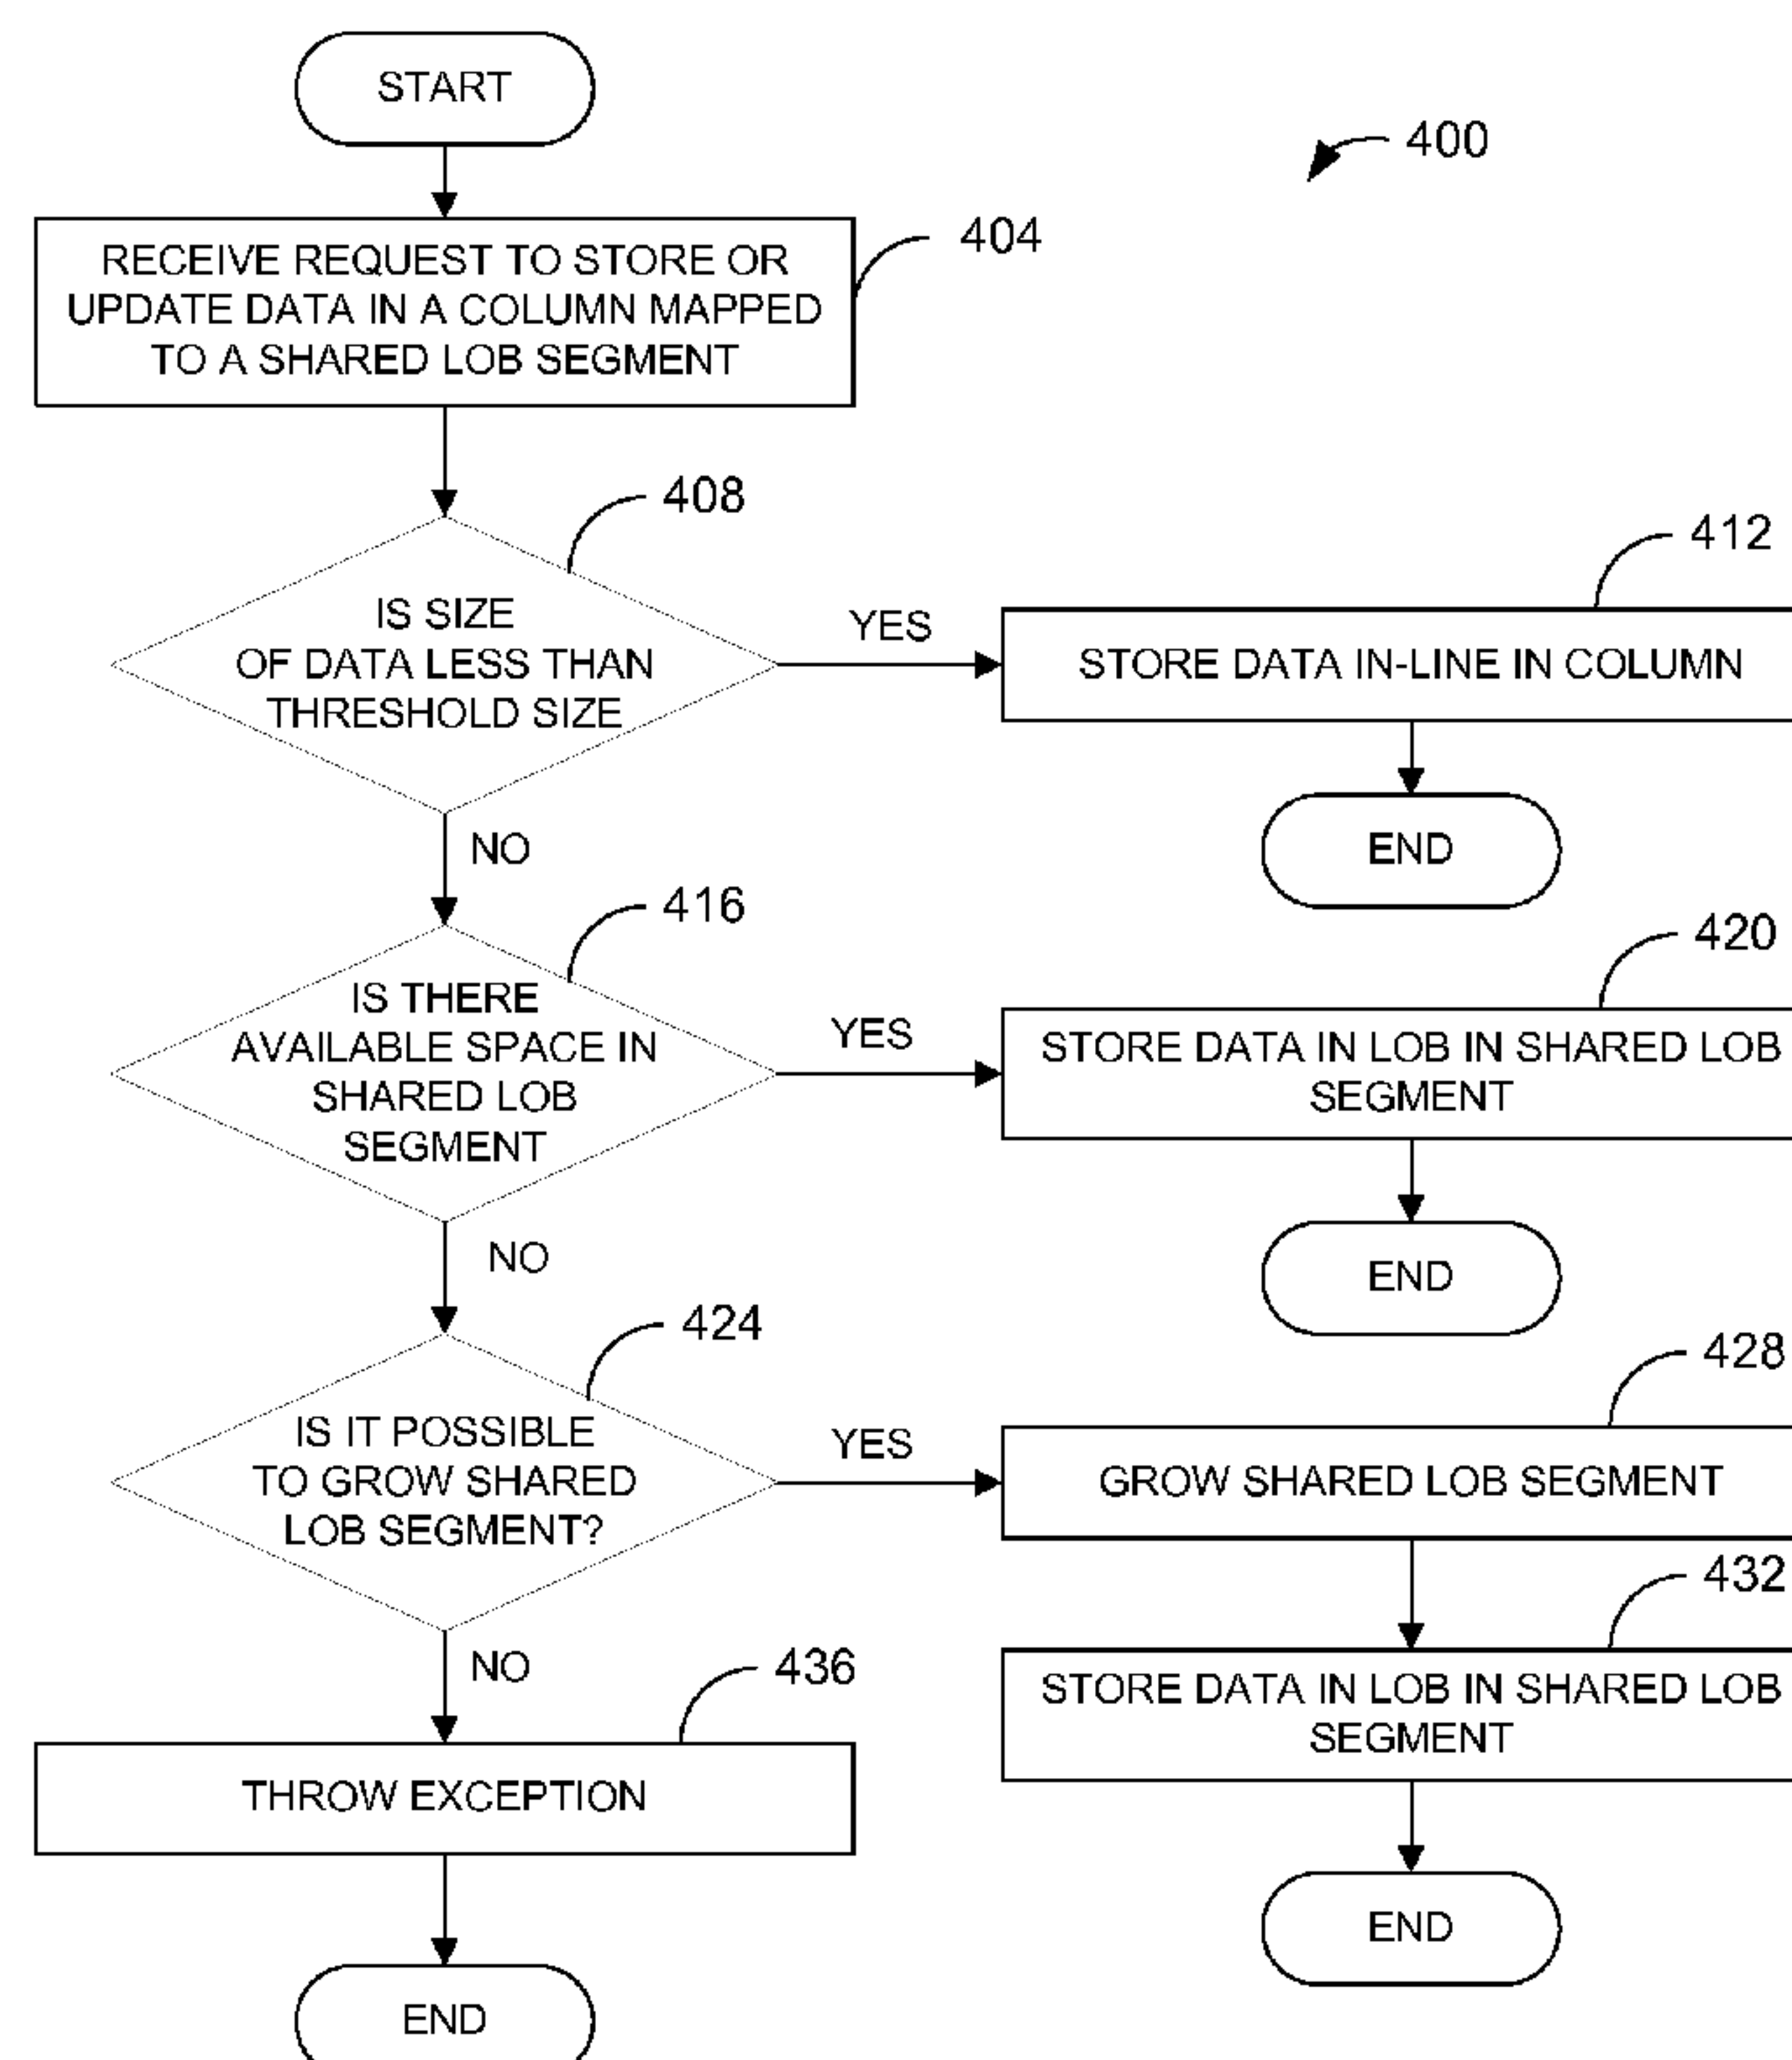 START
400
RECEIVE REQUEST TO STORE OR
UPDATE DATA IN A COLUMN MAPPED
TO A SHARED LOB SEGMENT
404
408
IS SIZE
OF DATA LESS THAN
THRESHOLD SIZE
YES
412
STORE DATA IN-LINE IN COLUMN
END
NO
416
IS THERE
AVAILABLE SPACE IN
SHARED LOB
SEGMENT
YES
420
STORE DATA IN LOB IN SHARED LOB
SEGMENT
END
NO
424
IS IT POSSIBLE
TO GROW SHARED
LOB SEGMENT?
YES
428
GROW SHARED LOB SEGMENT
432
STORE DATA IN LOB IN SHARED LOB
SEGMENT
END
NO
436
THROW EXCEPTION
END